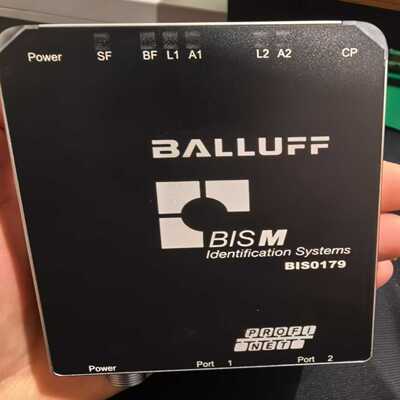 Power SF BF L1 A1 L2 A2 CP
BALLUFF
BIS M
Identification Systems
BIS0179
PROFI
NET
Power Port 1 Port 2